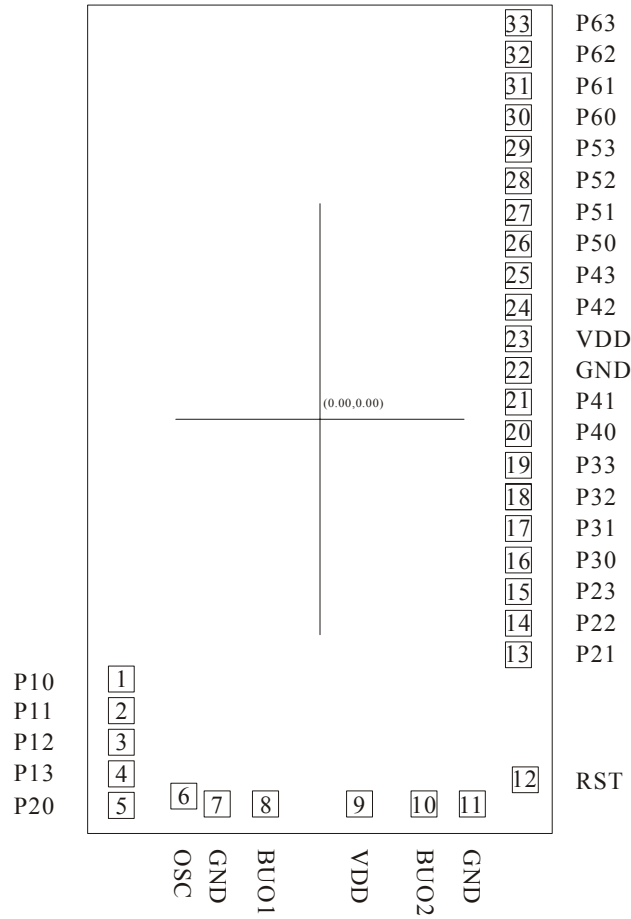 33 P63
32 P62
31 P61
30 P60
29 P53
28 P52
27 P51
26 P50
25 P43
24 P42
23 VDD
22 GND
(0.00,0.00)
21 P41
20 P40
19 P33
18 P32
17 P31
16 P30
15 P23
14 P22
13 P21
P10 1
P11 2
P12 3
P13 4
12 RST
P20 5
6 7 8 9 10 11
OSC
GND
BUO1
VDD
BUO2
GND